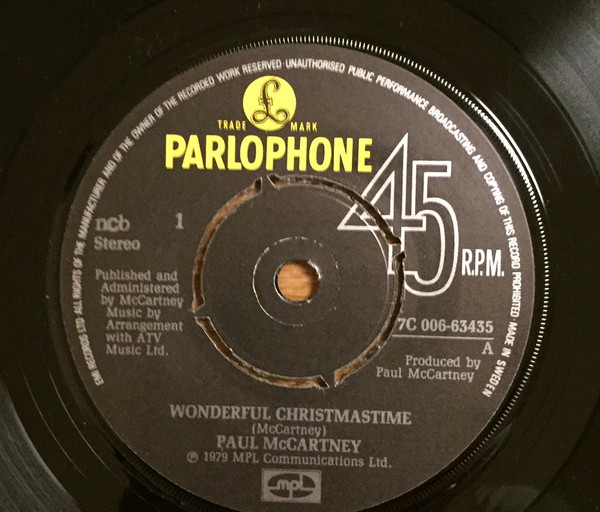 EMI RECORDS LTD ALL RIGHTS OF THE MANUFACTURER AND OF THE OWNER OF THE RECORDED WORK RESERVED·UNAUTHORISED PUBLIC PERFORMANCE BROADCASTING AND COPYING OF THIS RECORD PROHIBITED· MADE IN SWEDEN
£
TRADE MARK
PARLOPHONE
45
R.P.M.
ncb 1
Stereo
Published and
Administered
by McCartney
Music by
Arrangement
with ATV
Music Ltd.
7C 006-63435
A
Produced by
Paul McCartney
WONDERFUL CHRISTMASTIME
(McCartney)
PAUL McCARTNEY
℗ 1979 MPL Communications Ltd.
mpl